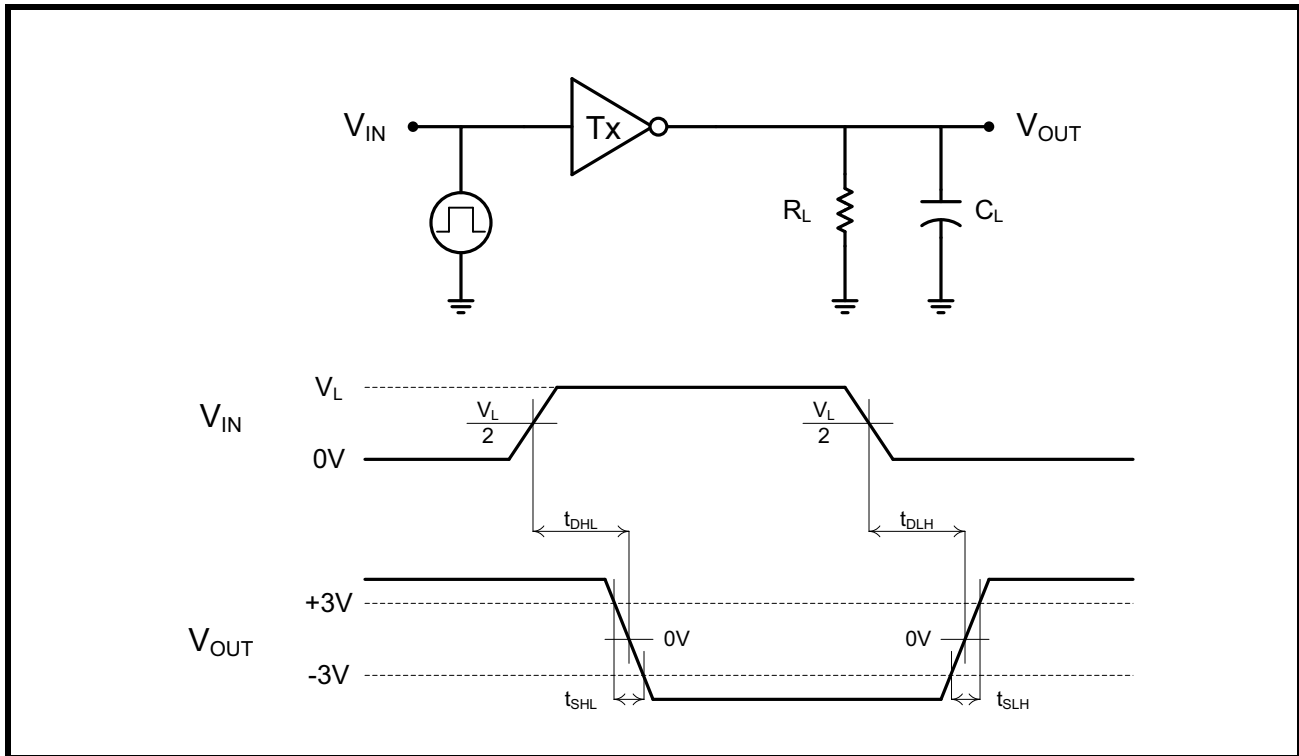 V_IN
Tx
V_OUT
R_L
C_L
V_L
V_IN
V_L
2
V_L
2
0V
t_DHL
t_DLH
+3V
V_OUT
0V
0V
-3V
t_SHL
t_SLH